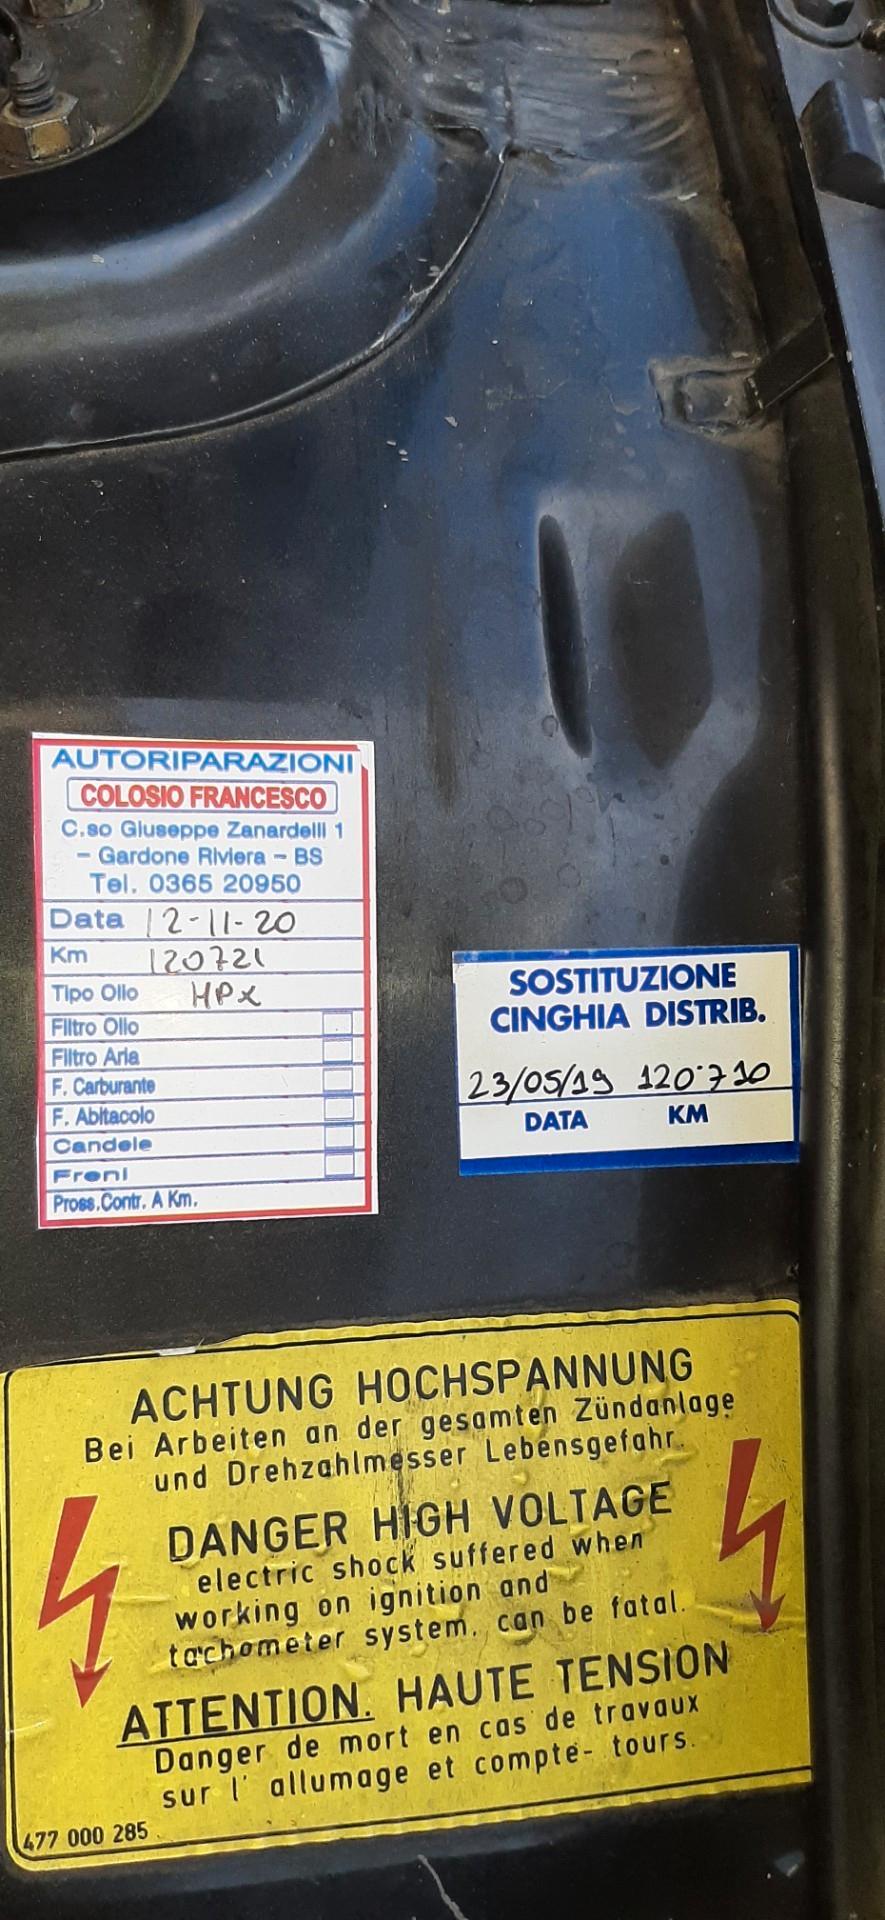 AUTORIPARAZIONI
COLOSIO FRANCESCO
C.so Giuseppe Zanardelli 1
- Gardone Riviera - BS
Tel. 0365 20950
Data 12-11-20
Km 120721
Tipo Olio HPX
Filtro Olio
Filtro Aria
F. Carburante
F. Abitacolo
Candele
Freni
Pross.Contr. A Km.
SOSTITUZIONE
CINGHIA DISTRIB.
23/05/19 120'710
DATA KM
ACHTUNG HOCHSPANNUNG
Bei Arbeiten an der gesamten Zündanlage
und Drehzahlmesser Lebensgefahr.
DANGER HIGH VOLTAGE
electric shock suffered when
working on ignition and
tachometer system. can be fatal.
ATTENTION. HAUTE TENSION
Danger de mort en cas de travaux
sur l' allumage et compte- tours.
477 000 285